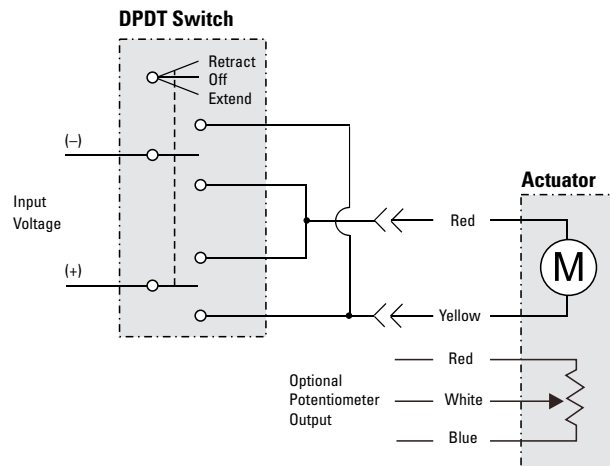 DPDT Switch
Retract
Off
Extend
(–)
Input
Voltage
(+)
Actuator
Red
M
Yellow
Red
Optional
Potentiometer
Output
White
Blue